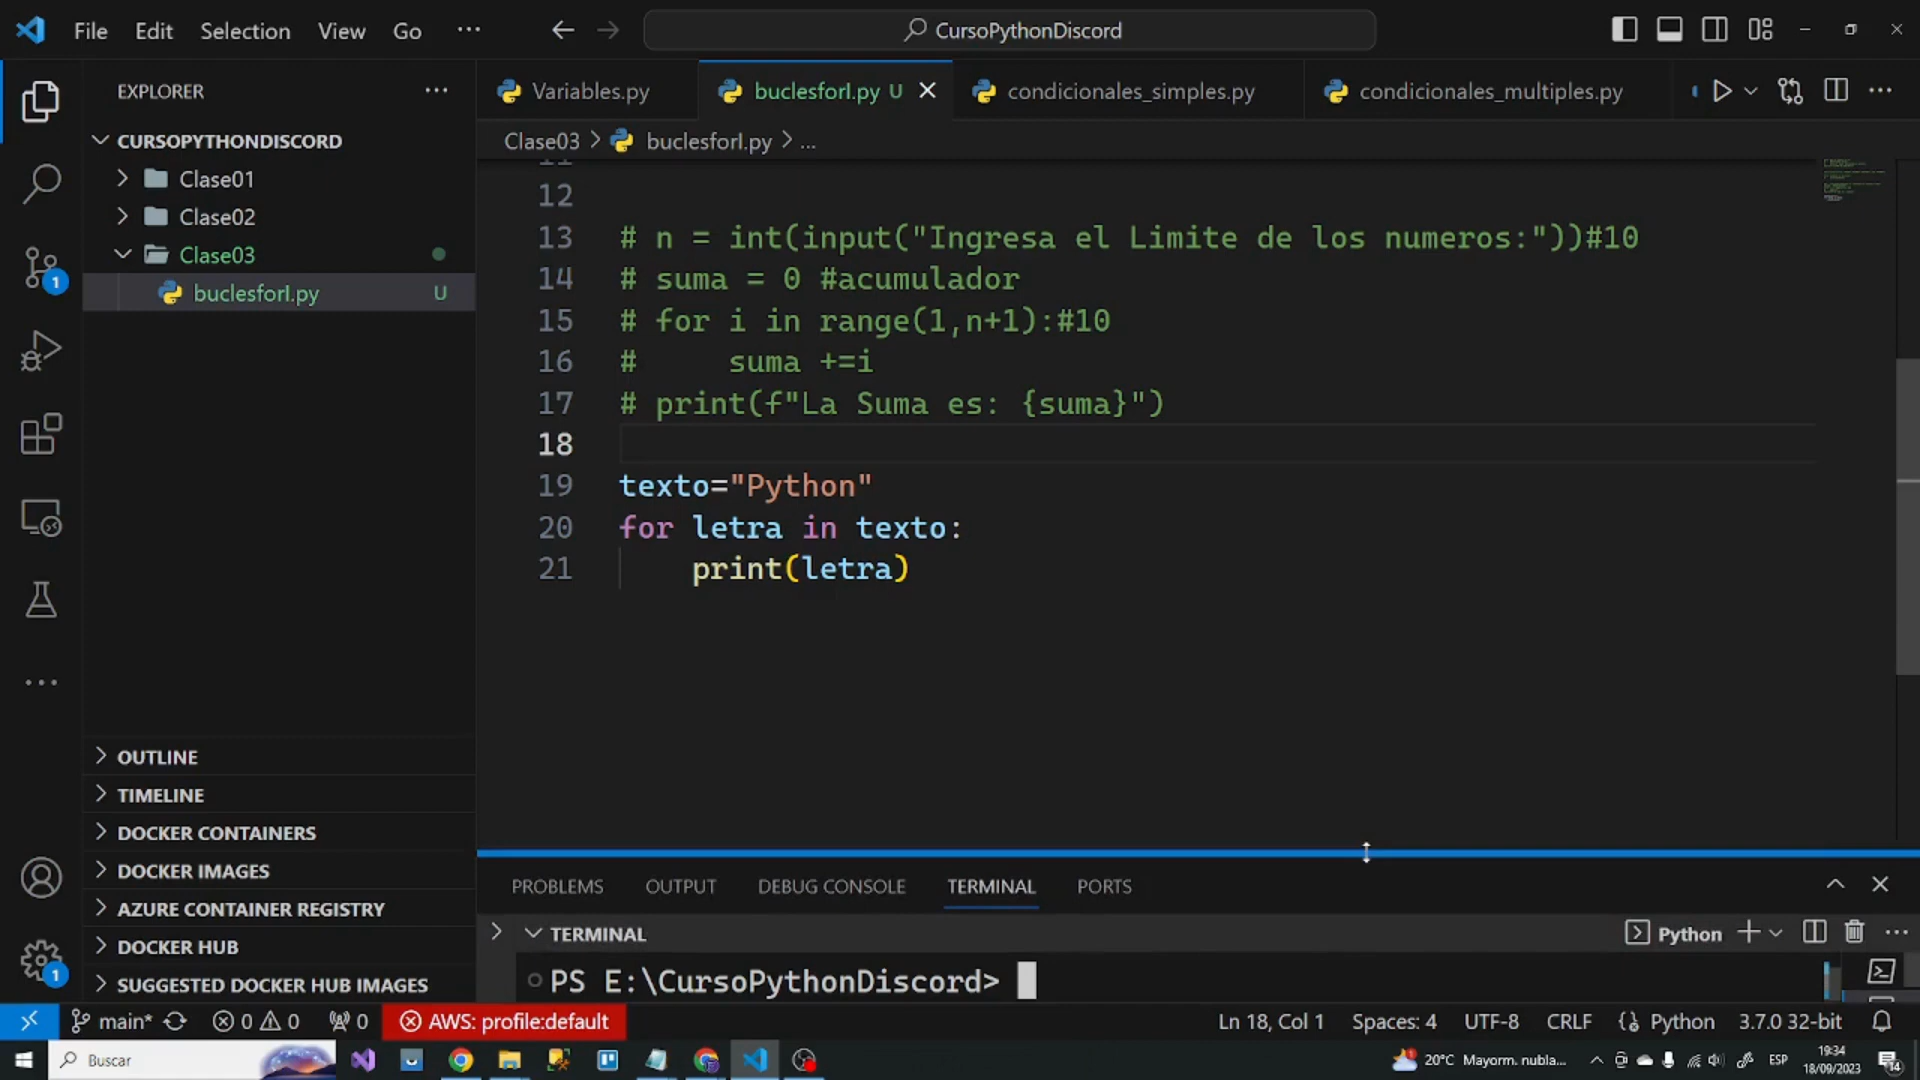 File Edit Selection View Go ...
CursoPythonDiscord
EXPLORER
CURSOPYTHONDISCORD
Clase01
Clase02
Clase03
buclesforI.py U
OUTLINE
TIMELINE
DOCKER CONTAINERS
DOCKER IMAGES
AZURE CONTAINER REGISTRY
DOCKER HUB
SUGGESTED DOCKER HUB IMAGES
1
1
Variables.py buclesforI.py U condicionales_simples.py condicionales_multiples.py
Clase03 > buclesforI.py > ...
11
12
13 # n = int(input("Ingresa el Limite de los numeros:"))#10
14 # suma = 0 #acumulador
15 # for i in range(1,n+1):#10
16 #     suma +=i
17 # print(f"La Suma es: {suma}")
18
19 texto="Python"
20 for letra in texto:
21     print(letra)
PROBLEMS OUTPUT DEBUG CONSOLE TERMINAL PORTS
TERMINAL Python
PS E:\CursoPythonDiscord>
main* 0 0 0 AWS: profile:default Ln 18, Col 1 Spaces: 4 UTF-8 CRLF Python 3.7.0 32-bit
Buscar 20°C Mayorm. nubla... ESP 19:34
18/09/2023 14